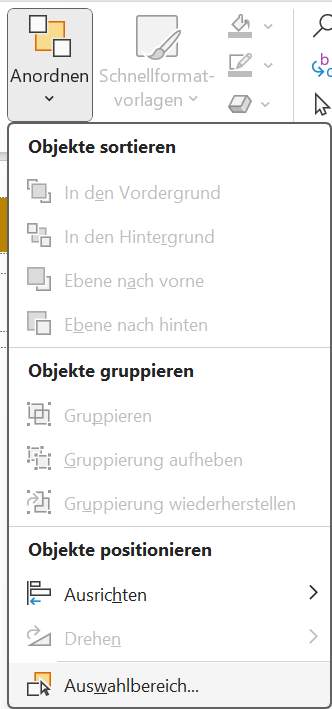 Anordnen
Schnellformat-
vorlagen
Objekte sortieren
In den Vordergrund
In den Hintergrund
Ebene nach vorne
Ebene nach hinten
Objekte gruppieren
Gruppieren
Gruppierung aufheben
Gruppierung wiederherstellen
Objekte positionieren
Ausrichten
Drehen
Auswahlbereich...